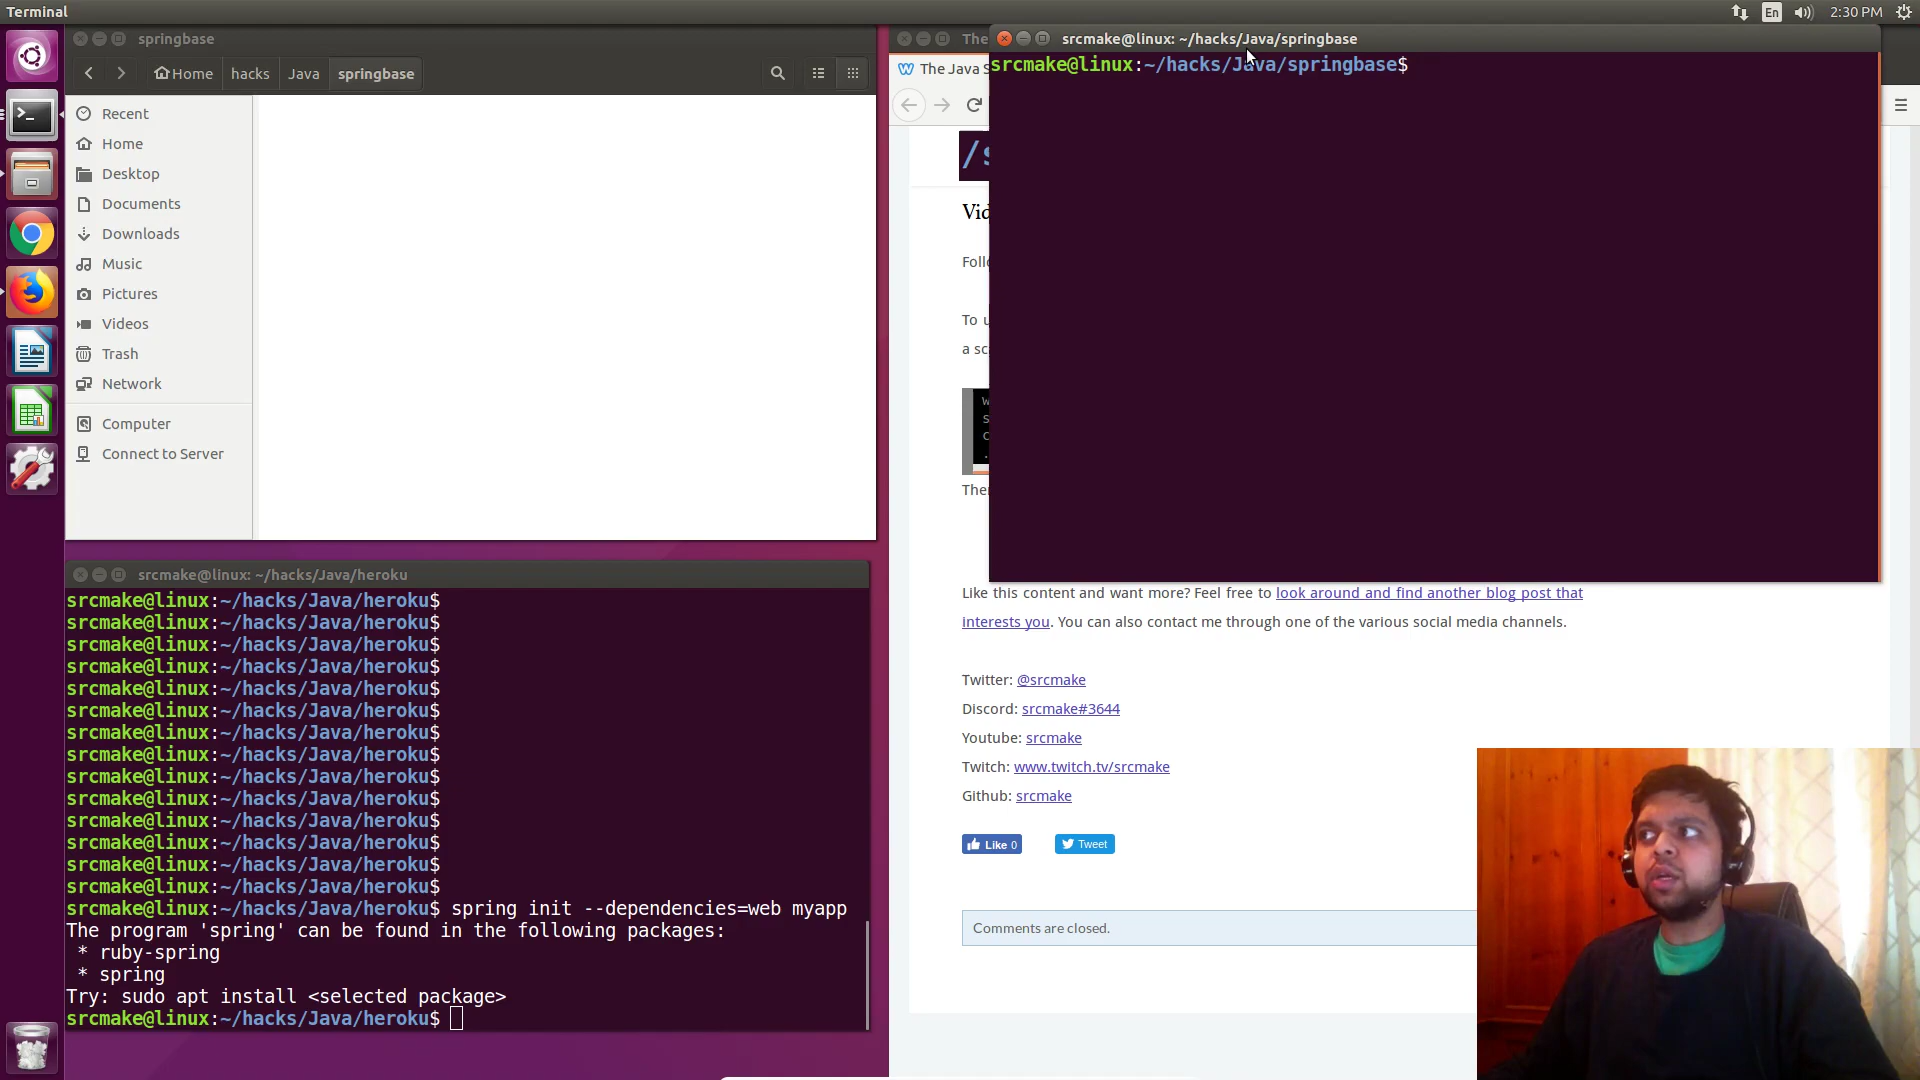 Terminal
En
2:30 PM
springbase
Home
hacks
Java
springbase
Recent
Home
Desktop
Documents
Downloads
Music
Pictures
Videos
Trash
Network
Computer
Connect to Server
srcmake@linux: ~/hacks/Java/heroku
srcmake@linux:~/hacks/Java/heroku$
srcmake@linux:~/hacks/Java/heroku$
srcmake@linux:~/hacks/Java/heroku$
srcmake@linux:~/hacks/Java/heroku$
srcmake@linux:~/hacks/Java/heroku$
srcmake@linux:~/hacks/Java/heroku$
srcmake@linux:~/hacks/Java/heroku$
srcmake@linux:~/hacks/Java/heroku$
srcmake@linux:~/hacks/Java/heroku$
srcmake@linux:~/hacks/Java/heroku$
srcmake@linux:~/hacks/Java/heroku$
srcmake@linux:~/hacks/Java/heroku$
srcmake@linux:~/hacks/Java/heroku$
srcmake@linux:~/hacks/Java/heroku$
srcmake@linux:~/hacks/Java/heroku$ spring init --dependencies=web myapp
The program 'spring' can be found in the following packages:
* ruby-spring
* spring
Try: sudo apt install <selected package>
srcmake@linux:~/hacks/Java/heroku$
The
srcmake@linux: ~/hacks/Java/springbase
The Java S
srcmake@linux:~/hacks/Java/springbase$
/s
Vid
Follo
To u
a sc
Then
Like this content and want more? Feel free to look around and find another blog post that
interests you. You can also contact me through one of the various social media channels.
Twitter: @srcmake
Discord: srcmake#3644
Youtube: srcmake
Twitch: www.twitch.tv/srcmake
Github: srcmake
Like 0
Tweet
Comments are closed.